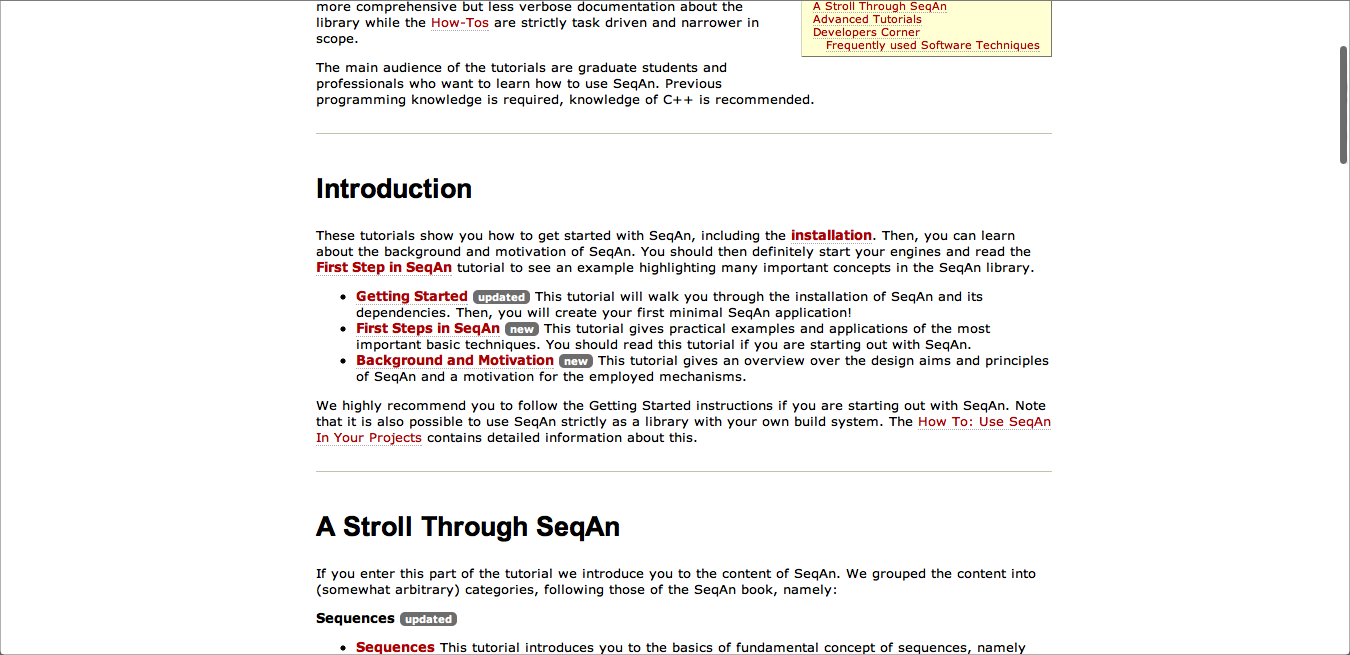 more comprehensive but less verbose documentation about the
library while the How-Tos are strictly task driven and narrower in
scope.
A Stroll Through SeqAn
Advanced Tutorials
Developers Corner
Frequently used Software Techniques
The main audience of the tutorials are graduate students and
professionals who want to learn how to use SeqAn. Previous
programming knowledge is required, knowledge of C++ is recommended.
Introduction
These tutorials show you how to get started with SeqAn, including the installation. Then, you can learn
about the background and motivation of SeqAn. You should then definitely start your engines and read the
First Step in SeqAn tutorial to see an example highlighting many important concepts in the SeqAn library.
• Getting Started updated This tutorial will walk you through the installation of SeqAn and its
dependencies. Then, you will create your first minimal SeqAn application!
• First Steps in SeqAn new This tutorial gives practical examples and applications of the most
important basic techniques. You should read this tutorial if you are starting out with SeqAn.
• Background and Motivation new This tutorial gives an overview over the design aims and principles
of SeqAn and a motivation for the employed mechanisms.
We highly recommend you to follow the Getting Started instructions if you are starting out with SeqAn. Note
that it is also possible to use SeqAn strictly as a library with your own build system. The How To: Use SeqAn
In Your Projects contains detailed information about this.
A Stroll Through SeqAn
If you enter this part of the tutorial we introduce you to the content of SeqAn. We grouped the content into
(somewhat arbitrary) categories, following those of the SeqAn book, namely:
Sequences updated
• Sequences This tutorial introduces you to the basics of fundamental concept of sequences, namely